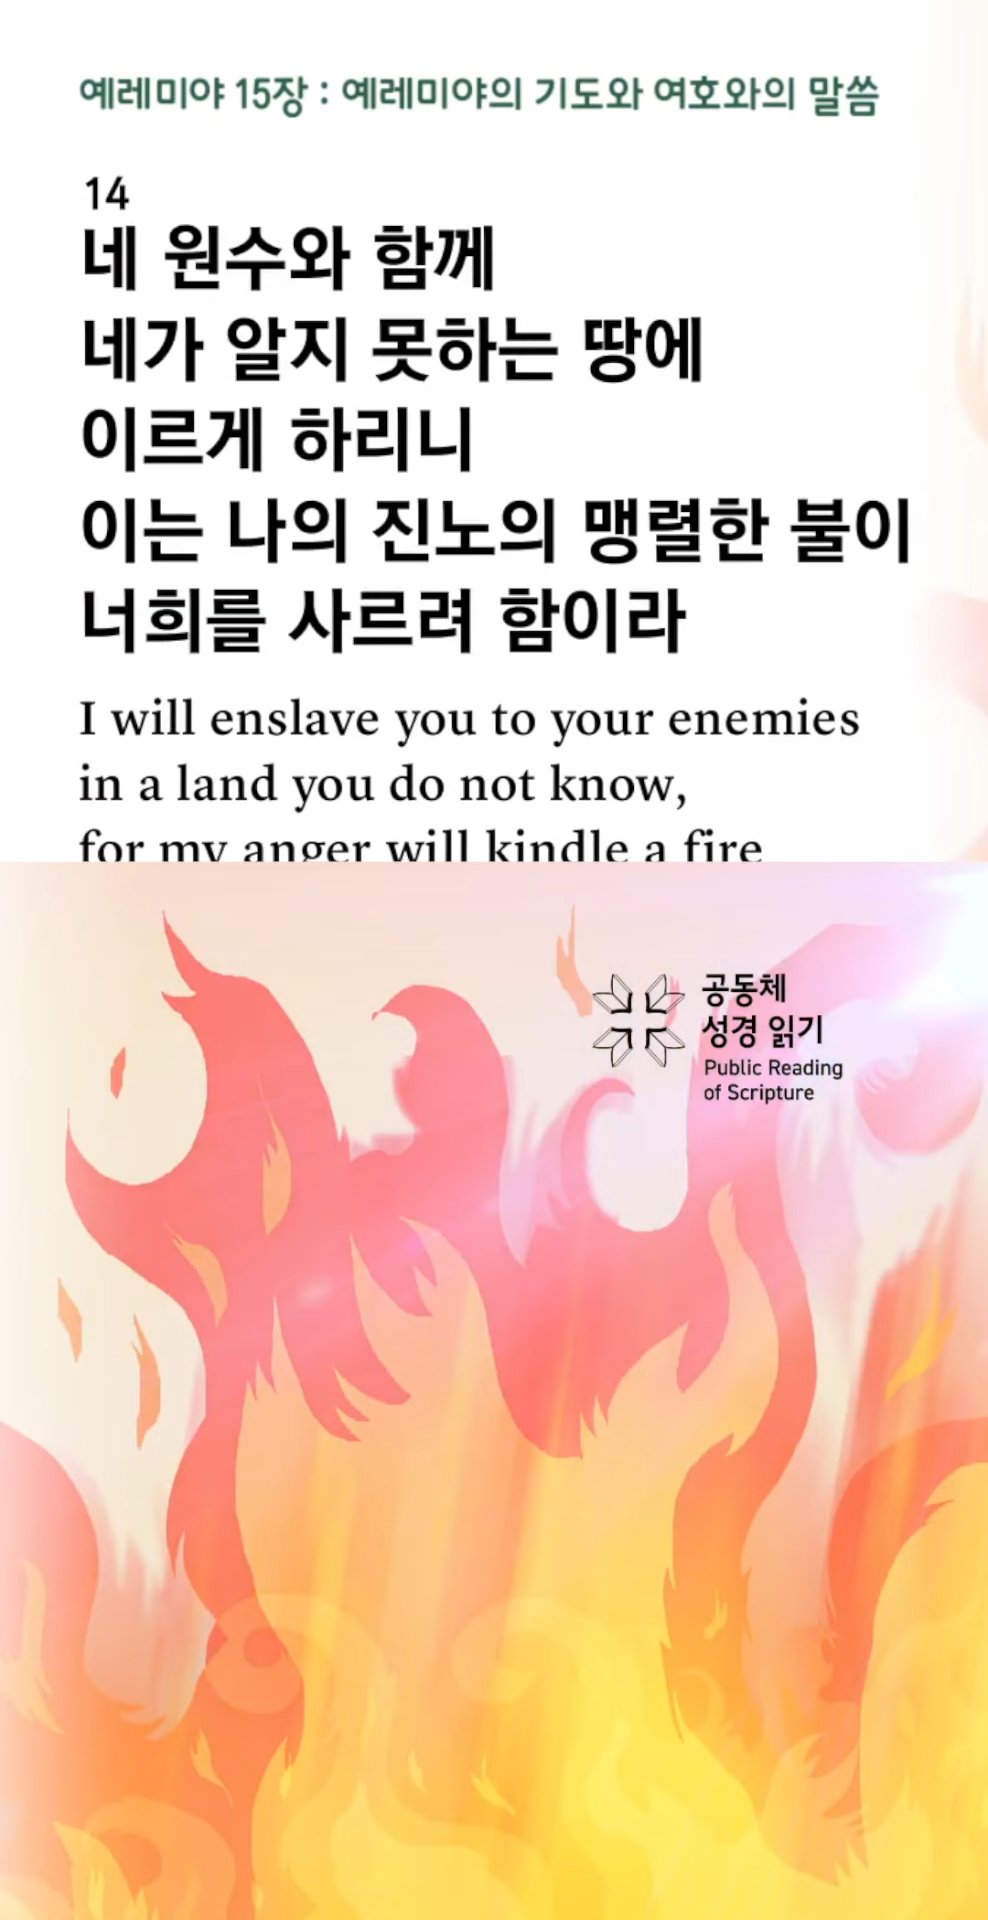 예레미야 15장 : 예레미야의 기도와 여호와의 말씀
14
네 원수와 함께
네가 알지 못하는 땅에
이르게 하리니
이는 나의 진노의 맹렬한 불이
너희를 사르려 함이라
I will enslave you to your enemies
in a land you do not know,
for my anger will kindle a fire
공동체
성경 읽기
Public Reading
of Scripture